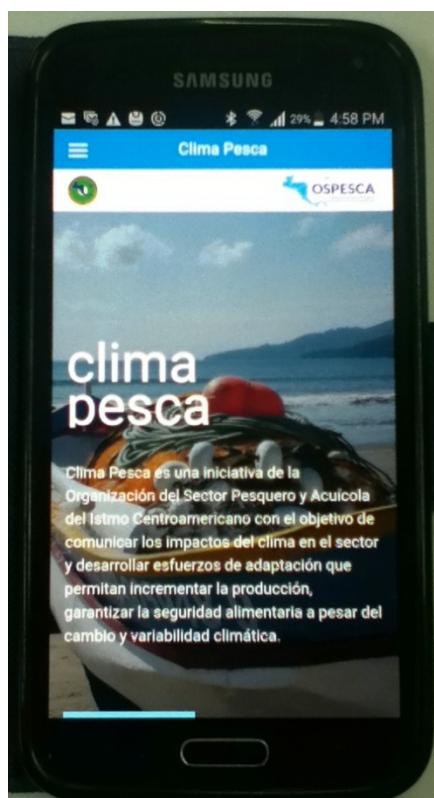 SAMSUNG
29% 4:58 PM
Clima Pesca
OSPESCA
clima
pesca
Clima Pesca es una iniciativa de la
Organización del Sector Pesquero y Acuícola
del Istmo Centroamericano con el objetivo de
comunicar los impactos del clima en el sector
y desarrollar esfuerzos de adaptación que
permitan incrementar la producción,
garantizar la seguridad alimentaria a pesar del
cambio y variabilidad climática.